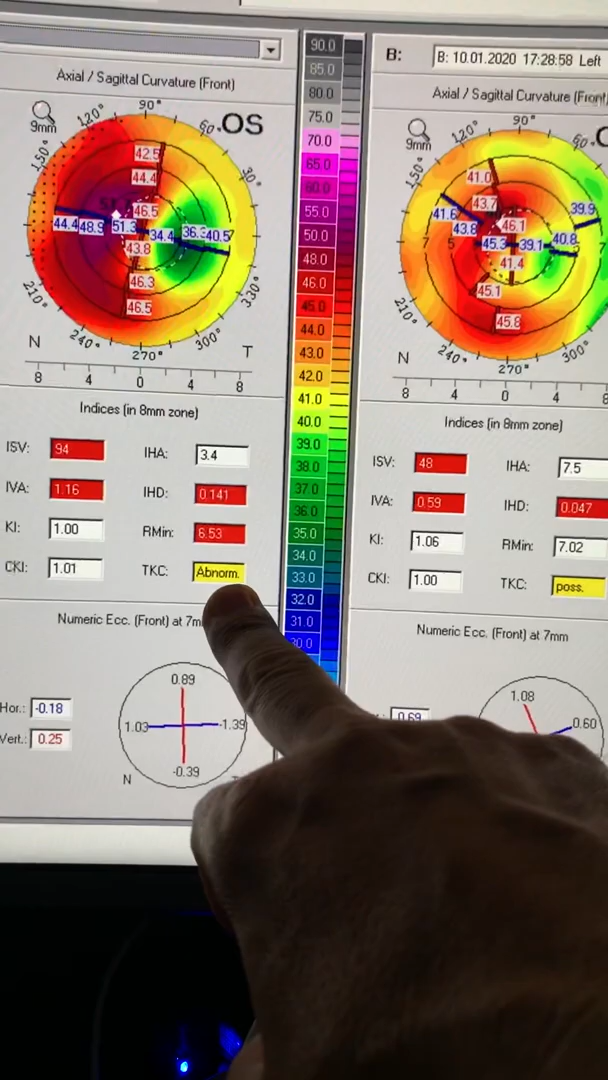 B: B: 10.01.2020 17:28:58 Left
Axial / Sagittal Curvature (Front)
9mm
OS
90°
120°
60
150
30°
210°
330°
240°
300°
270°
42.5
44.4
46.5
44.4 48.9 51.3 34.4 40.5
43.8
46.3
46.5
N T
8 4 0 4 8
Indices (in 8mm zone)
ISV: 94 IHA: 3.4
IVA: 1.16 IHD: 0.141
KI: 1.00 RMin: 6.53
CKI: 1.01 TKC: Abnorm.
Numeric Ecc. (Front) at 7m
Hor.: -0.18
Vert.: 0.25
0.89
1.03 -1.39
-0.39
N
90.0
85.0
80.0
75.0
70.0
65.0
60.0
55.0
50.0
48.0
46.0
45.0
44.0
43.0
42.0
41.0
40.0
39.0
38.0
37.0
36.0
35.0
34.0
33.0
32.0
31.0
30.0
Axial / Sagittal Curvature (Front)
9mm
90°
120°
60
150
210°
240°
300°
270°
41.0
43.7
46.1
41.6
43.8
45.3 39.1 40.8
39.9
41.4
45.1
45.8
7 5
N
8 4 0 4 8
Indices (in 8mm zone)
ISV: 48 IHA: 7.5
IVA: 0.59 IHD: 0.047
KI: 1.06 RMin: 7.02
CKI: 1.00 TKC: poss.
Numeric Ecc. (Front) at 7mm
0.69
1.08
0.60